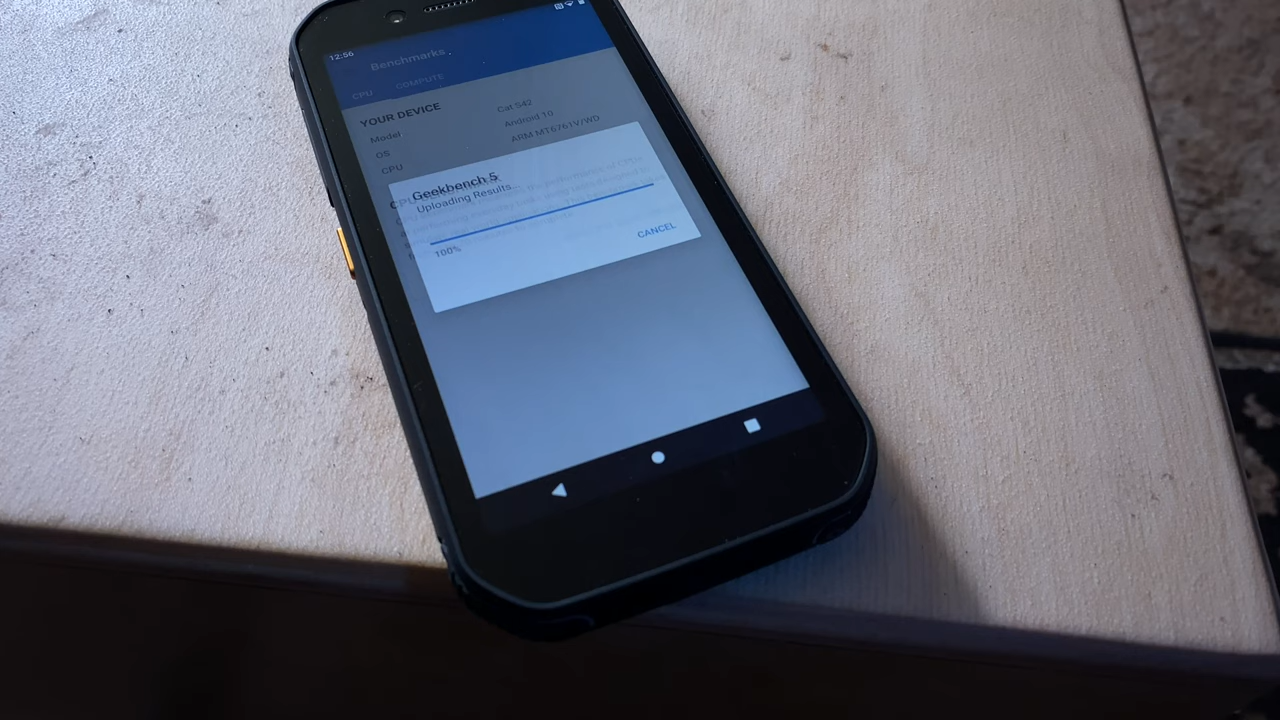 12:56
Benchmarks
CPU COMPUTE
YOUR DEVICE
Model Cat S42
OS Android 10
CPU ARM MT6761V/WD
Geekbench 5
Uploading Results...
100%
CANCEL